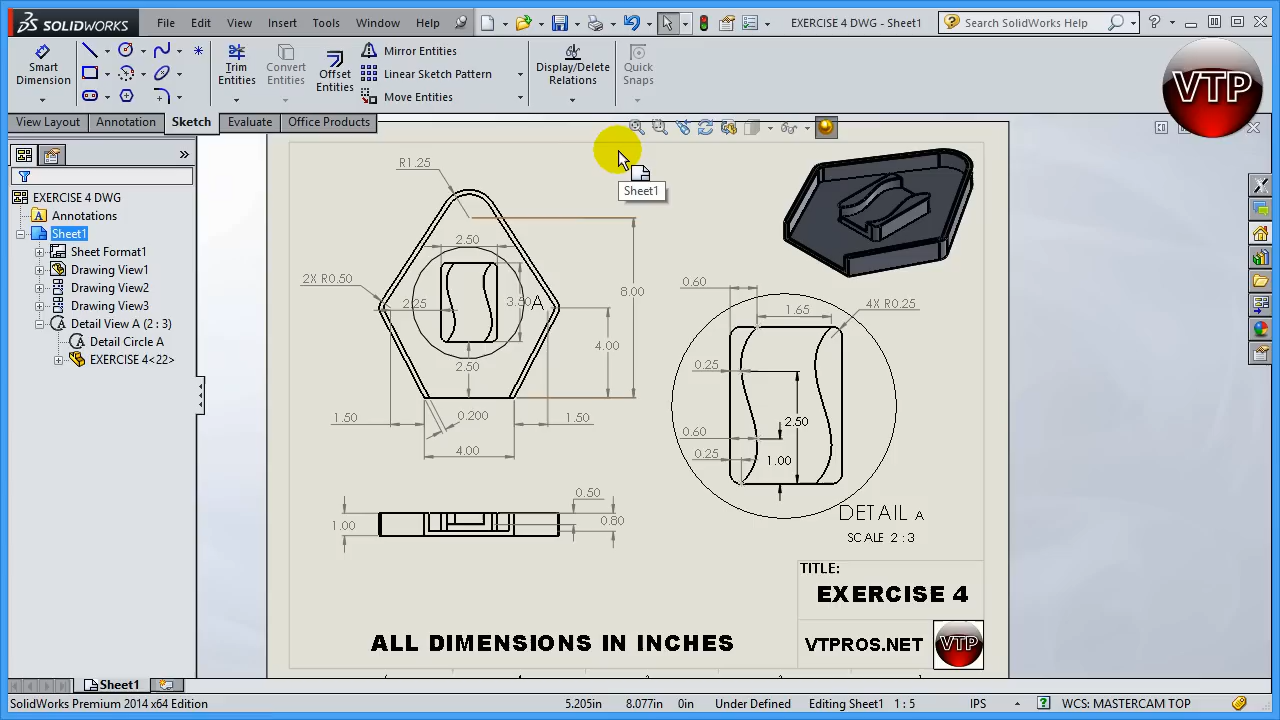 SOLIDWORKS
File Edit View Insert Tools Window Help
EXERCISE 4 DWG - Sheet1
Search SolidWorks Help
Smart Dimension
Trim Entities
Convert Entities
Offset Entities
Mirror Entities
Linear Sketch Pattern
Move Entities
Display/Delete Relations
Quick Snaps
VTP
View Layout Annotation Sketch Evaluate Office Products
EXERCISE 4 DWG
Annotations
Sheet1
Sheet Format1
Drawing View1
Drawing View2
Drawing View3
Detail View A (2 : 3)
Detail Circle A
EXERCISE 4<22>
Sheet1
R1.25
2.50
2X R0.50
2.25
3.50
A
8.00
4.00
2.50
1.50
0.200
1.50
4.00
0.60
1.65
4X R0.25
0.25
2.50
0.60
0.25
1.00
DETAIL A
SCALE 2 : 3
1.00
0.50
0.80
TITLE:
EXERCISE 4
ALL DIMENSIONS IN INCHES
VTPROS.NET
VTP
Sheet1
SolidWorks Premium 2014 x64 Edition
5.205in 8.077in 0in Under Defined Editing Sheet1 1 : 5 IPS WCS: MASTERCAM TOP